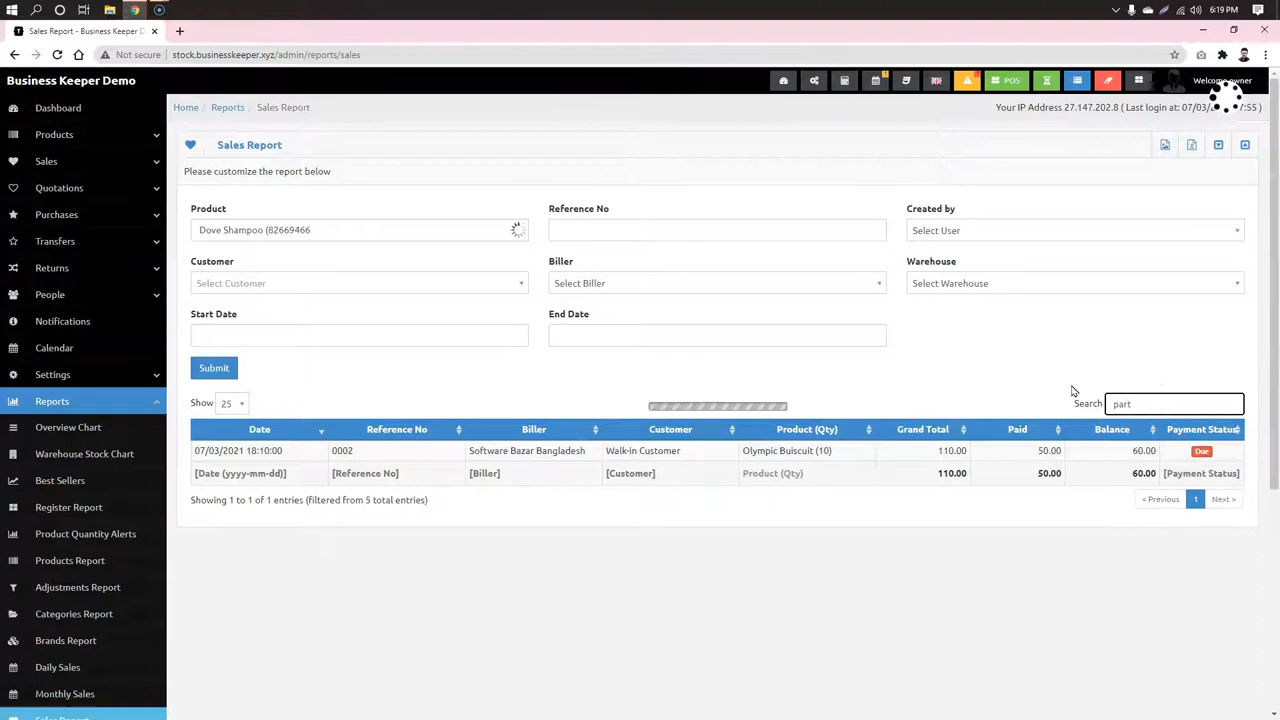 6:19 PM
Sales Report - Business Keeper D
Not secure stock.businesskeeper.xyz/admin/reports/sales
Business Keeper Demo
POS
Welcome owner
Home / Reports / Sales Report
Your IP Address 27.147.202.8 ( Last login at: 07/03/ 7:55 )
Dashboard
Products
Sales
Quotations
Purchases
Transfers
Returns
People
Notifications
Calendar
Settings
Reports
Overview Chart
Warehouse Stock Chart
Best Sellers
Register Report
Product Quantity Alerts
Products Report
Adjustments Report
Categories Report
Brands Report
Daily Sales
Monthly Sales
Sales Report
Sales Report
Please customize the report below
Product Reference No Created by
Dove Shampoo (82669466 Select User
Customer Biller Warehouse
Select Customer Select Biller Select Warehouse
Start Date End Date
Submit
Show 25 Search part
Date Reference No Biller Customer Product (Qty) Grand Total Paid Balance Payment Status
07/03/2021 18:10:00 0002 Software Bazar Bangladesh Walk-in Customer Olympic Buiscuit (10) 110.00 50.00 60.00 Due
[Date (yyyy-mm-dd)] [Reference No] [Biller] [Customer] Product (Qty) 110.00 50.00 60.00 [Payment Status]
Showing 1 to 1 of 1 entries (filtered from 5 total entries) < Previous 1 Next >